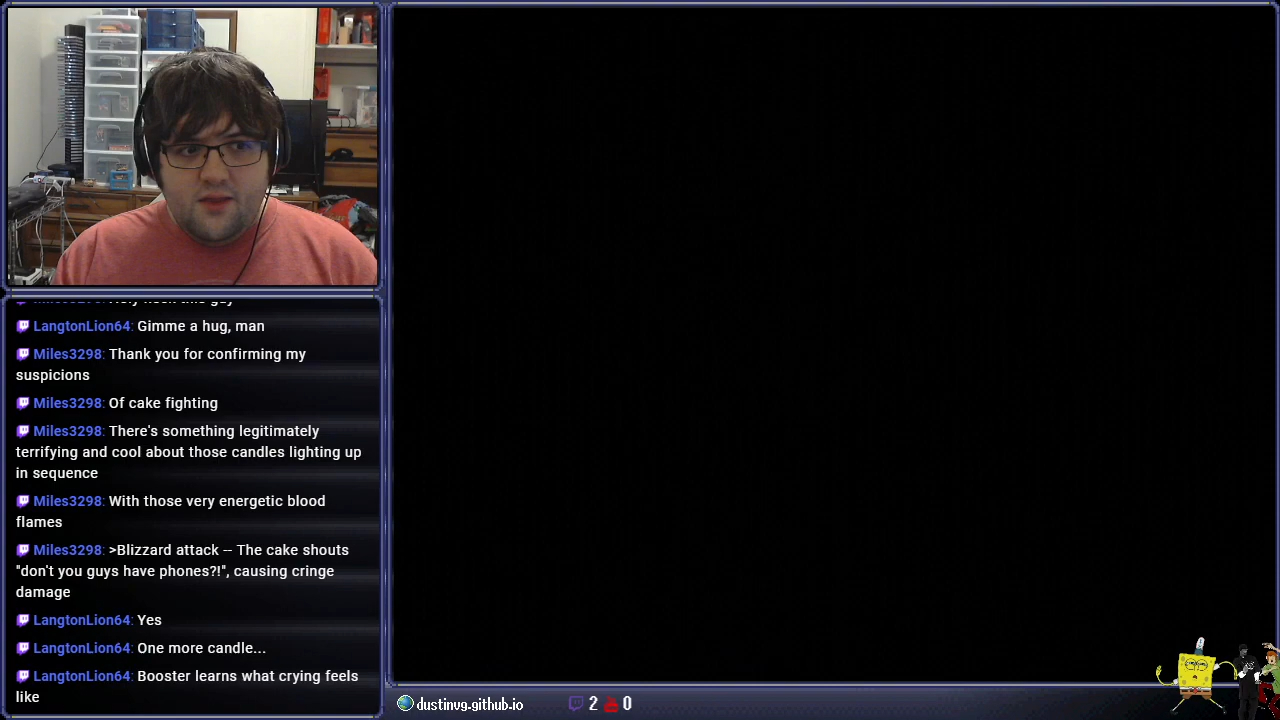 LangtonLion64: Gimme a hug, man
Miles3298: Thank you for confirming my
suspicions
Miles3298: Of cake fighting
Miles3298: There's something legitimately
terrifying and cool about those candles lighting up
in sequence
Miles3298: With those very energetic blood
flames
Miles3298: >Blizzard attack -- The cake shouts
"don't you guys have phones?!", causing cringe
damage
LangtonLion64: Yes
LangtonLion64: One more candle...
LangtonLion64: Booster learns what crying feels
like
dustinvg.github.io 2 0